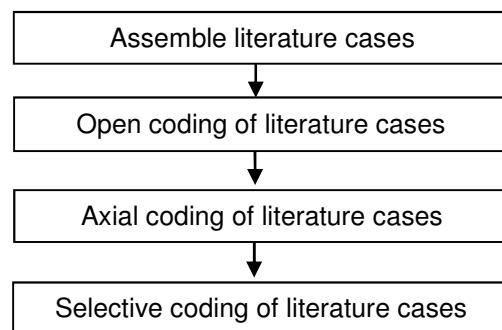 Assemble literature cases
Open coding of literature cases
Axial coding of literature cases
Selective coding of literature cases